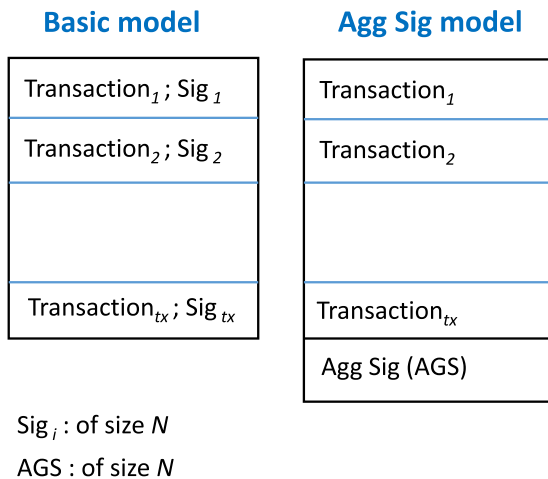 Basic model
Transaction1 ; Sig 1
Transaction2 ; Sig 2
Transactiontx ; Sig tx
Agg Sig model
Transaction1
Transaction2
Transactiontx
Agg Sig (AGS)
Sig i : of size N
AGS : of size N